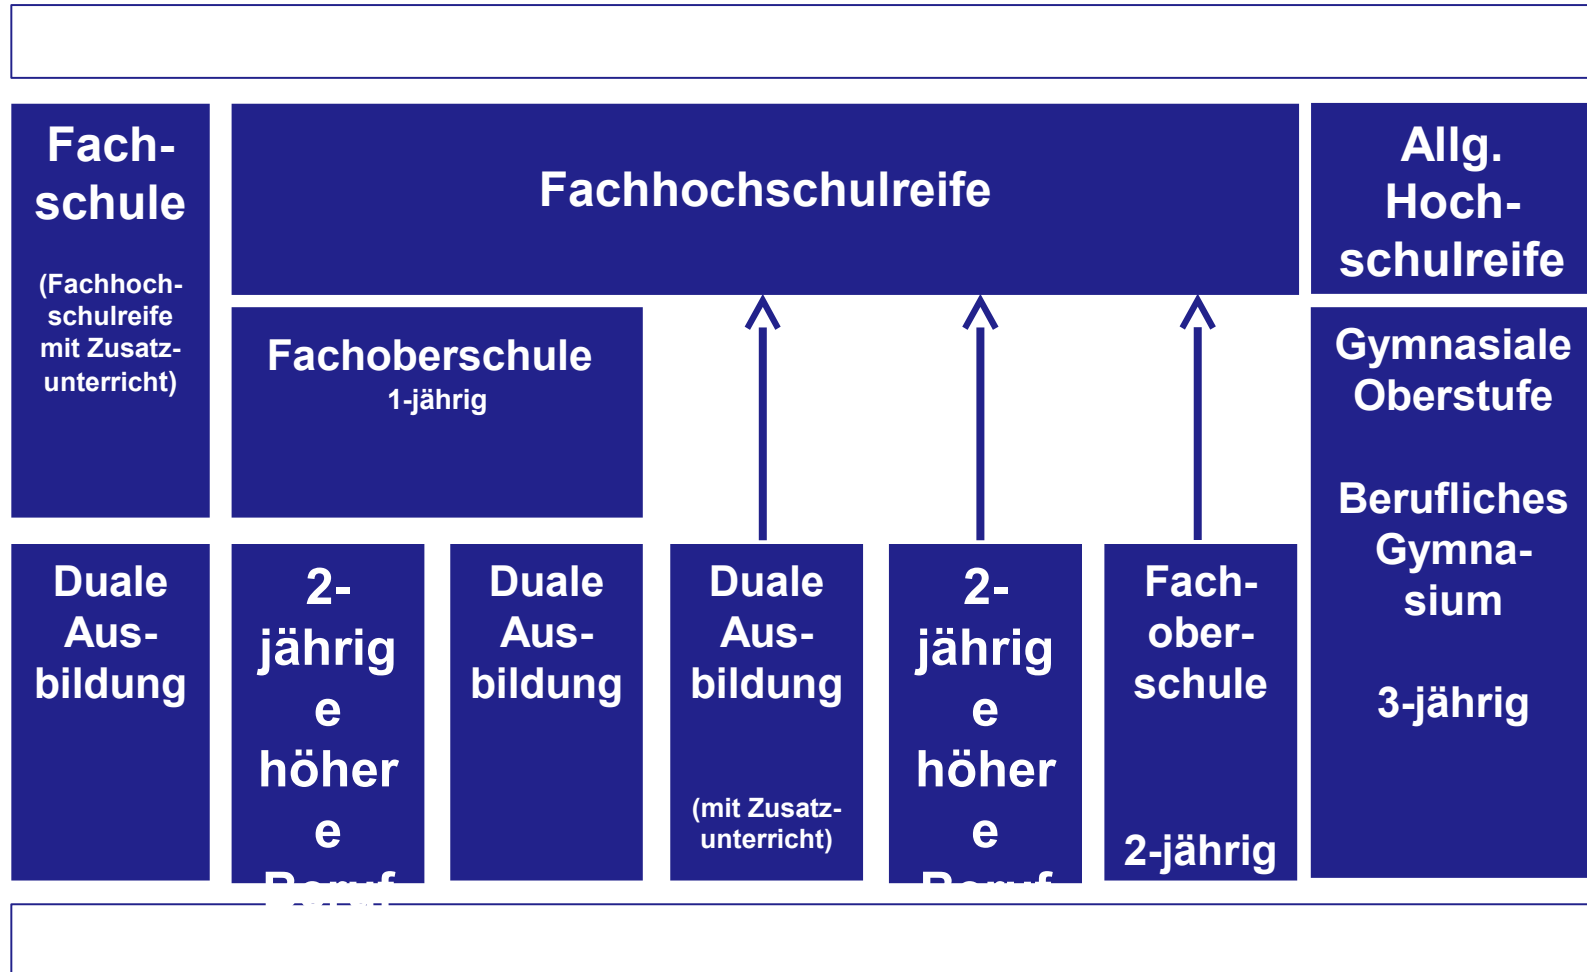 Fach-
schule
(Fachhoch-
schulreife
mit Zusatz-
unterricht)
Fachhochschulreife
Allg.
Hoch-
schulreife
Fachoberschule
1-jährig
Gymnasiale
Oberstufe
Berufliches
Gymna-
sium
3-jährig
Duale
Aus-
bildung
2-
jährig
e
höher
e
Beruf
Duale
Aus-
bildung
Duale
Aus-
bildung
(mit Zusatz-
unterricht)
2-
jährig
e
höher
e
Beruf
Fach-
ober-
schule
2-jährig